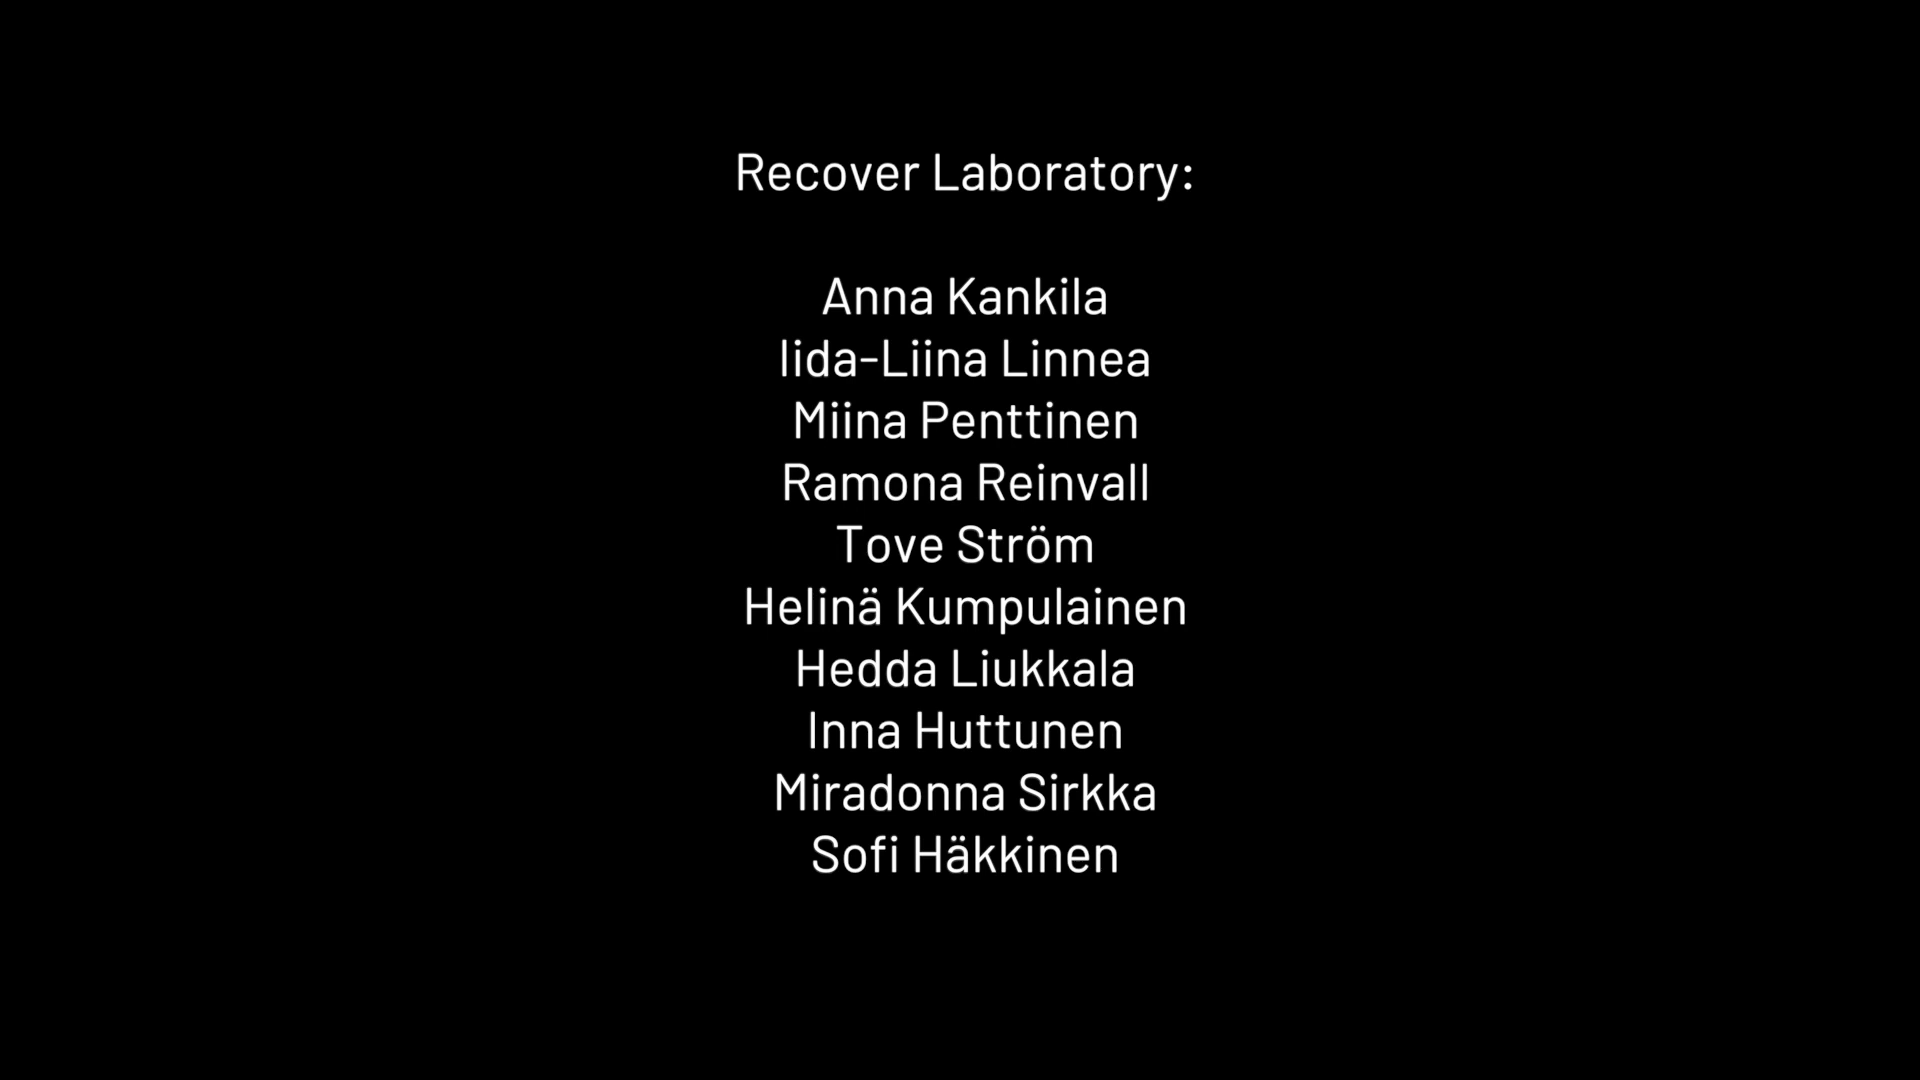 Recover Laboratory:
Anna Kankila
Iida-Liina Linnea
Miina Penttinen
Ramona Reinvall
Tove Ström
Helinä Kumpulainen
Hedda Liukkala
Inna Huttunen
Miradonna Sirkka
Sofi Häkkinen